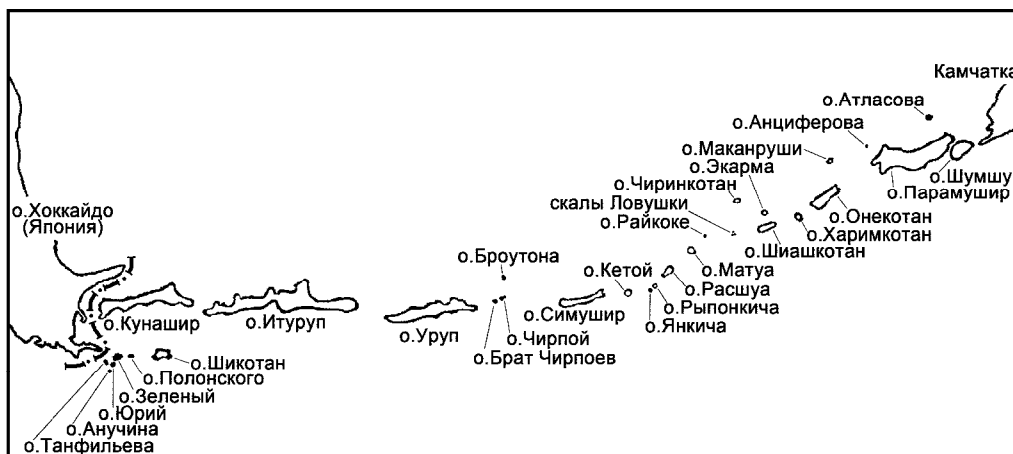 Камчатка
о.Атласова
о.Анциферова
о.Маканруши
о.Экарма
о.Шумшу
о.Парамушир
о.Чиринкотан
скалы Ловушки
о.Онекотан
о.Хоккайдо
(Япония)
о.Райкоке
о.Харимкотан
о.Шиашкотан
о.Броутона
о.Кетой
о.Матуа
о.Расшуа
о.Рыпонкича
о.Кунашир
о.Итуруп
о.Симушир
о.Янкича
о.Уруп
о.Чирпой
о.Брат Чирпоев
о.Шикотан
о.Полонского
о.Зеленый
о.Юрий
о.Анучина
о.Танфильева